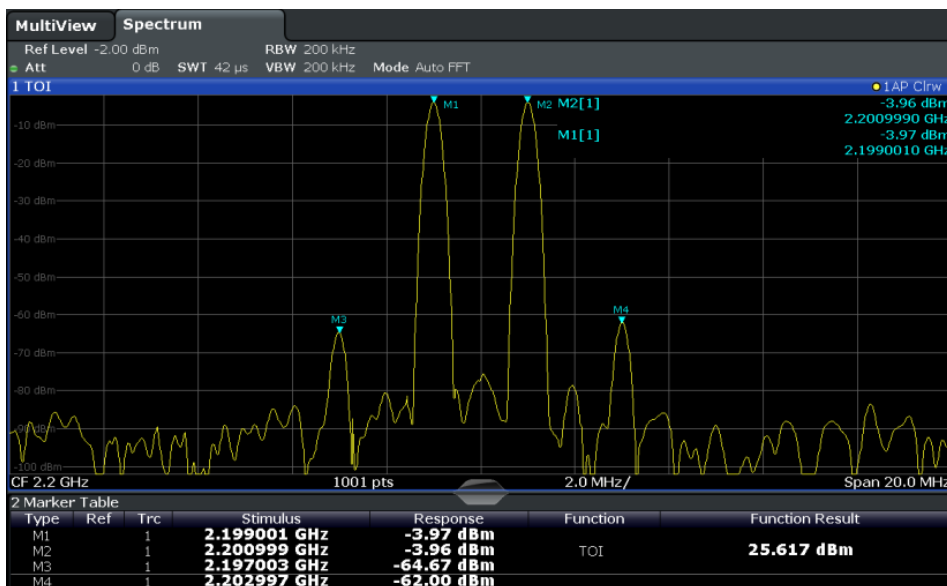 MultiView Spectrum
Ref Level -2.00 dBm RBW 200 kHz
Att 0 dB SWT 42 µs VBW 200 kHz Mode Auto FFT
1 TOI 1AP Clrw
M1 M2 M2[1] -3.96 dBm
2.2009990 GHz
-10 dBm M1[1] -3.97 dBm
2.1990010 GHz
-20 dBm
-30 dBm
-40 dBm
-50 dBm
-60 dBm
M3 M4
-70 dBm
-80 dBm
-90 dBm
-100 dBm
CF 2.2 GHz 1001 pts 2.0 MHz/ Span 20.0 MHz
2 Marker Table
Type Ref Trc Stimulus Response Function Function Result
M1 1 2.199001 GHz -3.97 dBm
M2 1 2.200999 GHz -3.96 dBm TOI 25.617 dBm
M3 1 2.197003 GHz -64.67 dBm
M4 1 2.202997 GHz -62.00 dBm